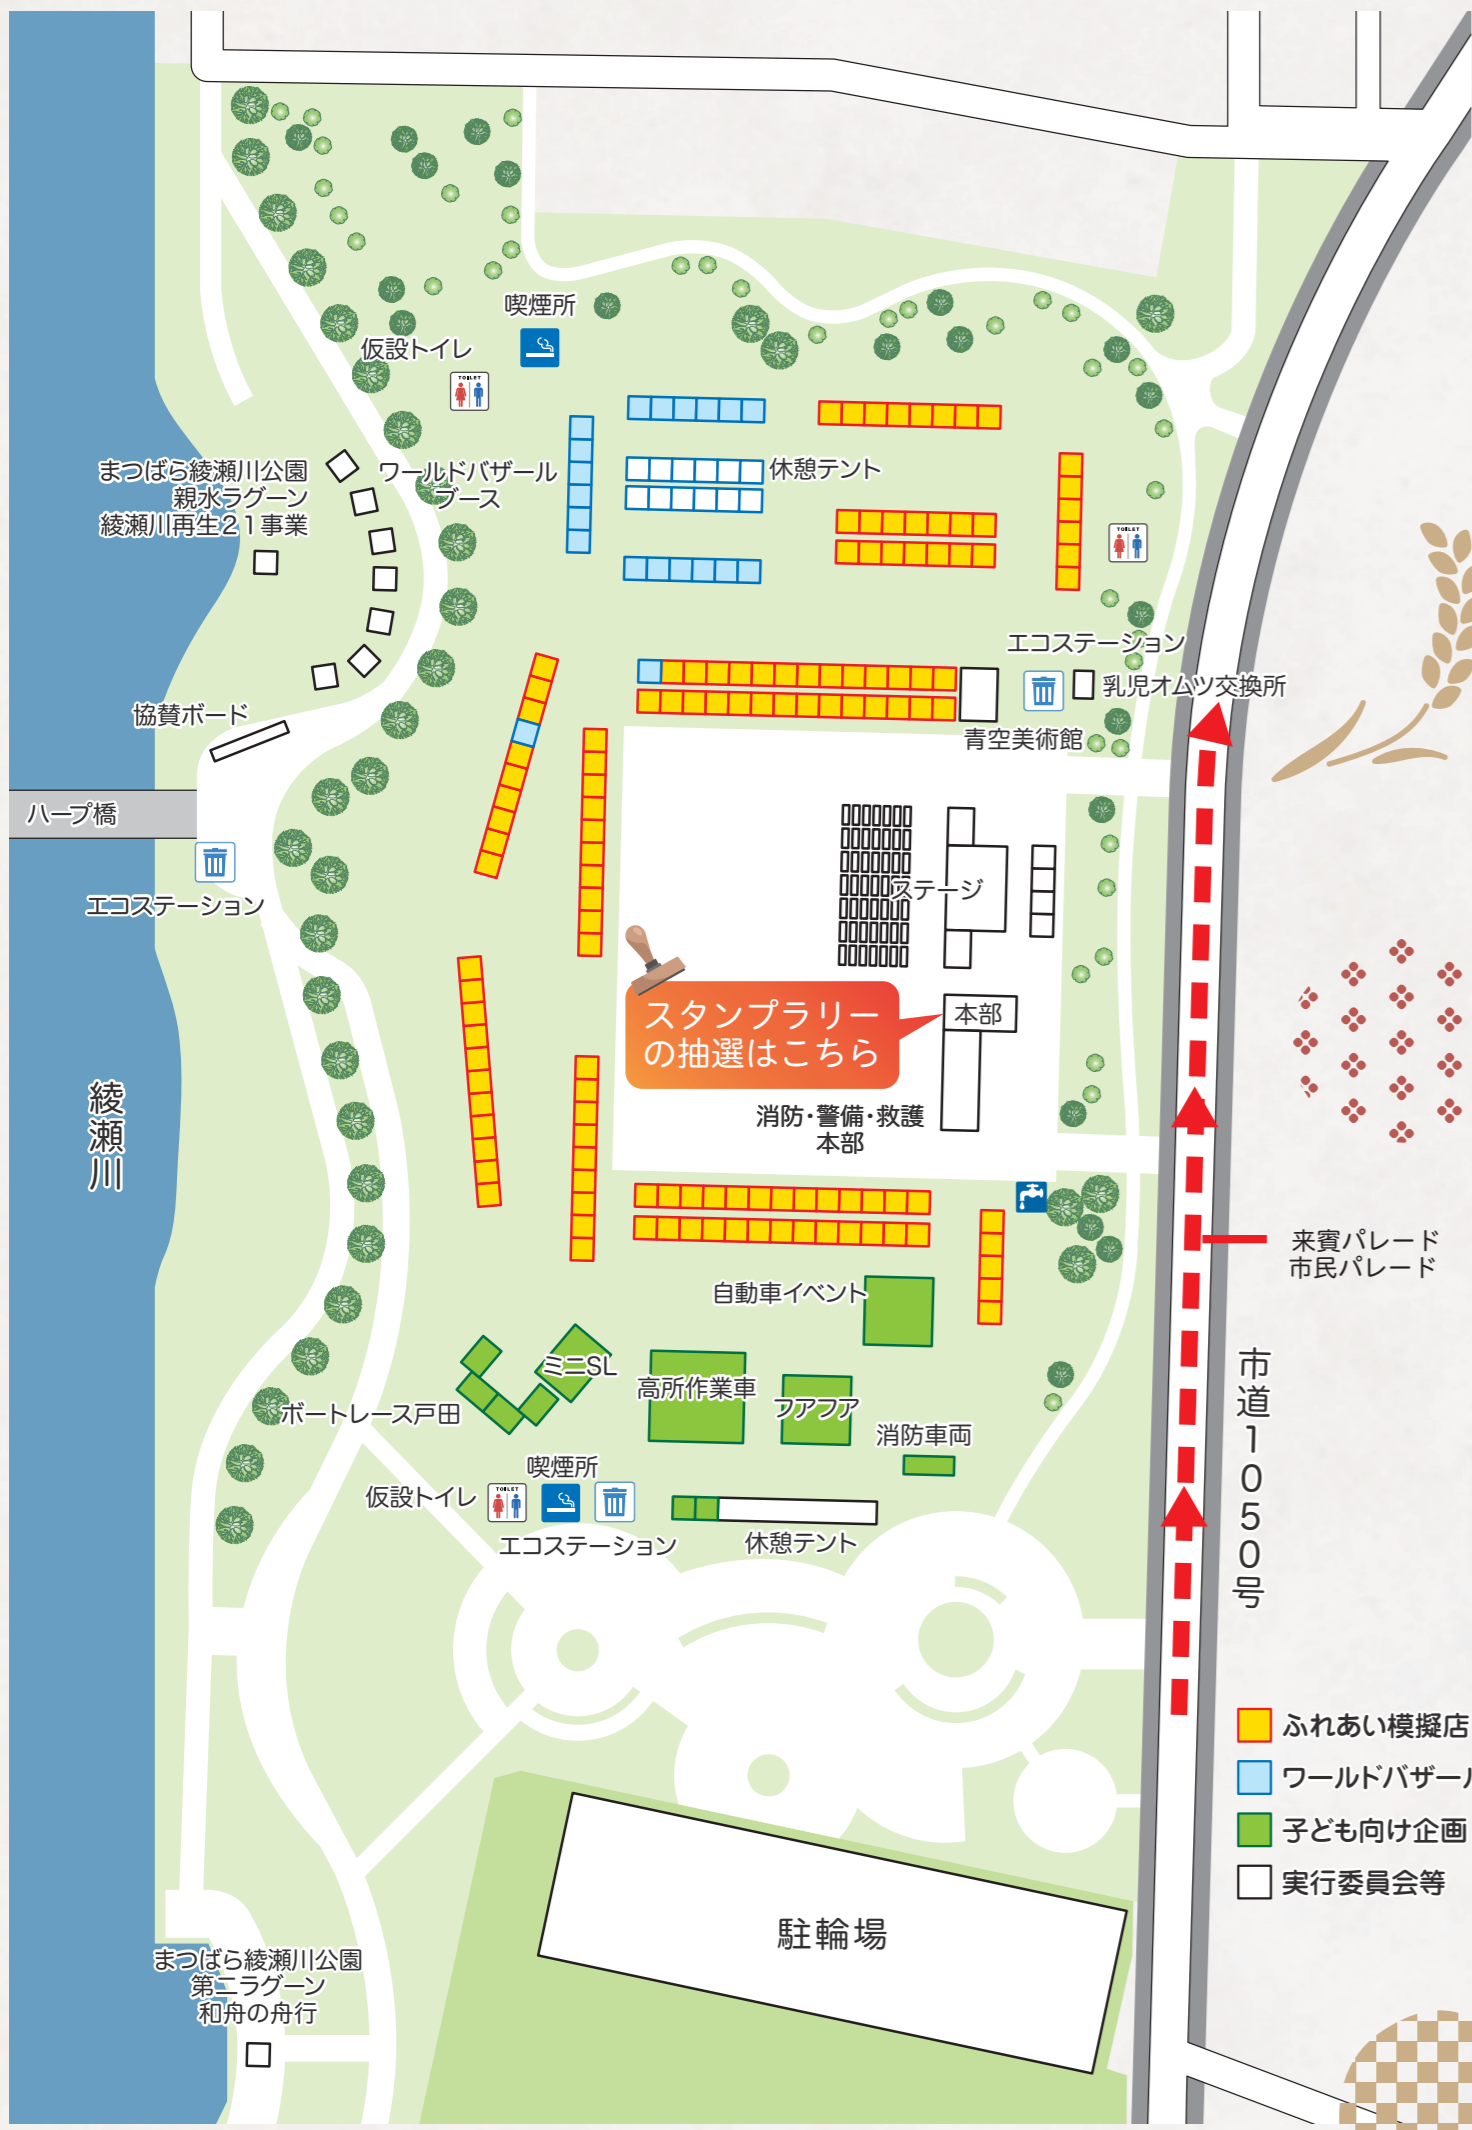 喫煙所
仮設トイレ
TOILET
まつばら綾瀬川公園
親水ラグーン
綾瀬川再生21事業
ワールドバザール
ブース
休憩テント
TOILET
エコステーション
乳児オムツ交換所
青空美術館
協賛ボード
ハープ橋
エコステーション
ステージ
スタンプラリー
の抽選はこちら
本部
消防・警備・救護
本部
綾瀬川
来賓パレード
市民パレード
自動車イベント
ミニSL
高所作業車
フアフア
ボートレース戸田
消防車両
市道1050号
喫煙所
仮設トイレ
TOILET
エコステーション
休憩テント
ふれあい模擬店
ワールドバザール
子ども向け企画
実行委員会等
駐輪場
まつばら綾瀬川公園
第二ラグーン
和舟の舟行